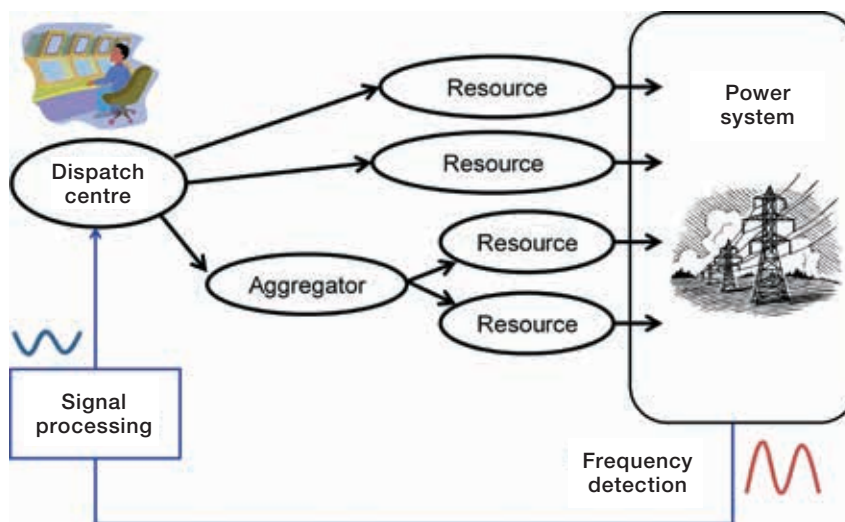 Resource
Power
system
Dispatch
centre
Resource
Resource
Aggregator
Resource
Signal
processing
Frequency
detection